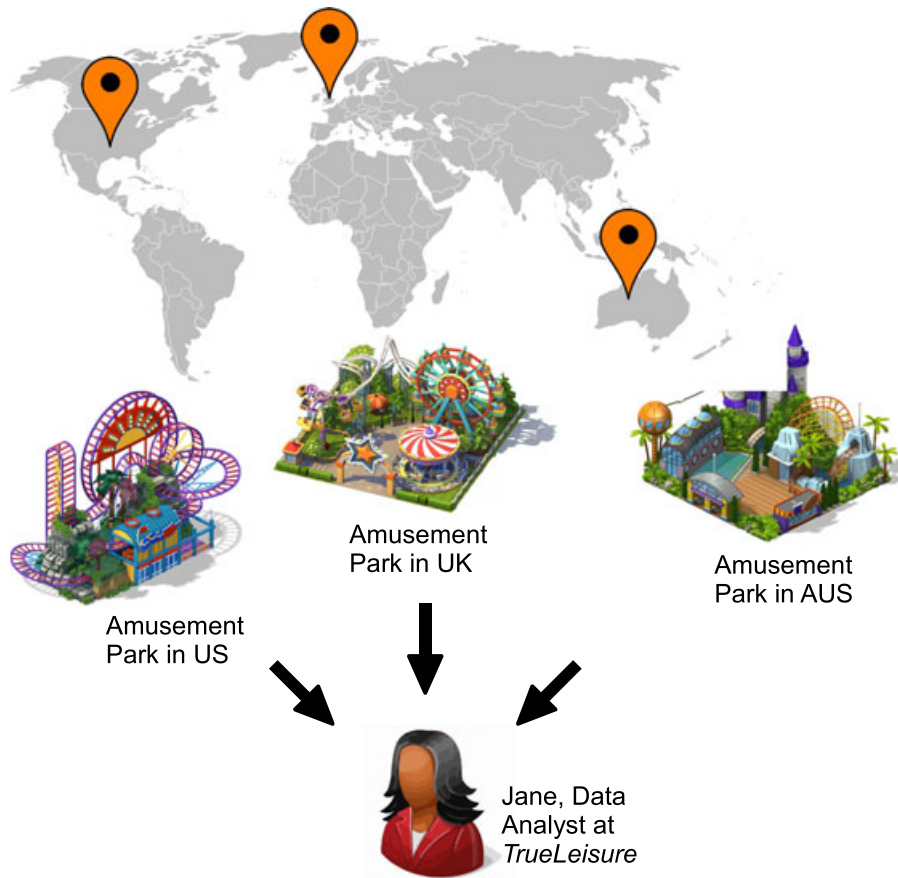 Amusement
Park in UK
Amusement
Park in AUS
Amusement
Park in US
Jane, Data
Analyst at
TrueLeisure